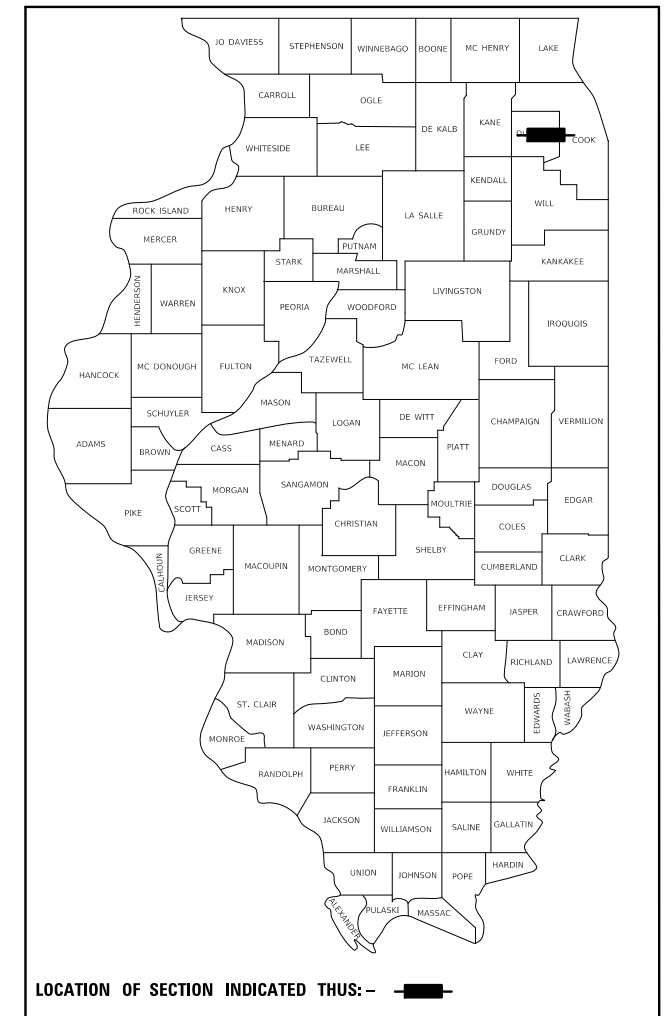 JO DAVIESS STEPHENSON WINNEBAGO BOONE MC HENRY LAKE
CARROLL OGLE
DE KALB KANE COOK
WHITESIDE LEE
KENDALL
WILL
ROCK ISLAND HENRY BUREAU LA SALLE
MERCER PUTNAM GRUNDY
STARK MARSHALL KANKAKEE
HENDERSON WARREN KNOX PEORIA WOODFORD LIVINGSTON
IROQUOIS
HANCOCK MC DONOUGH FULTON TAZEWELL MC LEAN FORD
MASON
SCHUYLER LOGAN DE WITT CHAMPAIGN VERMILION
ADAMS BROWN CASS MENARD PIATT
MACON
MORGAN SANGAMON DOUGLAS
PIKE SCOTT MOULTRIE EDGAR
CHRISTIAN COLES
GREENE SHELBY
CALHOUN MACOUPIN MONTGOMERY CUMBERLAND CLARK
JERSEY
FAYETTE EFFINGHAM JASPER CRAWFORD
MADISON BOND
CLAY RICHLAND LAWRENCE
CLINTON MARION
ST. CLAIR WAYNE EDWARDS WABASH
WASHINGTON JEFFERSON
MONROE
RANDOLPH PERRY HAMILTON WHITE
FRANKLIN
JACKSON WILLIAMSON SALINE GALLATIN
HARDIN
UNION JOHNSON POPE
ALEXANDER PULASKI MASSAC
LOCATION OF SECTION INDICATED THUS: –